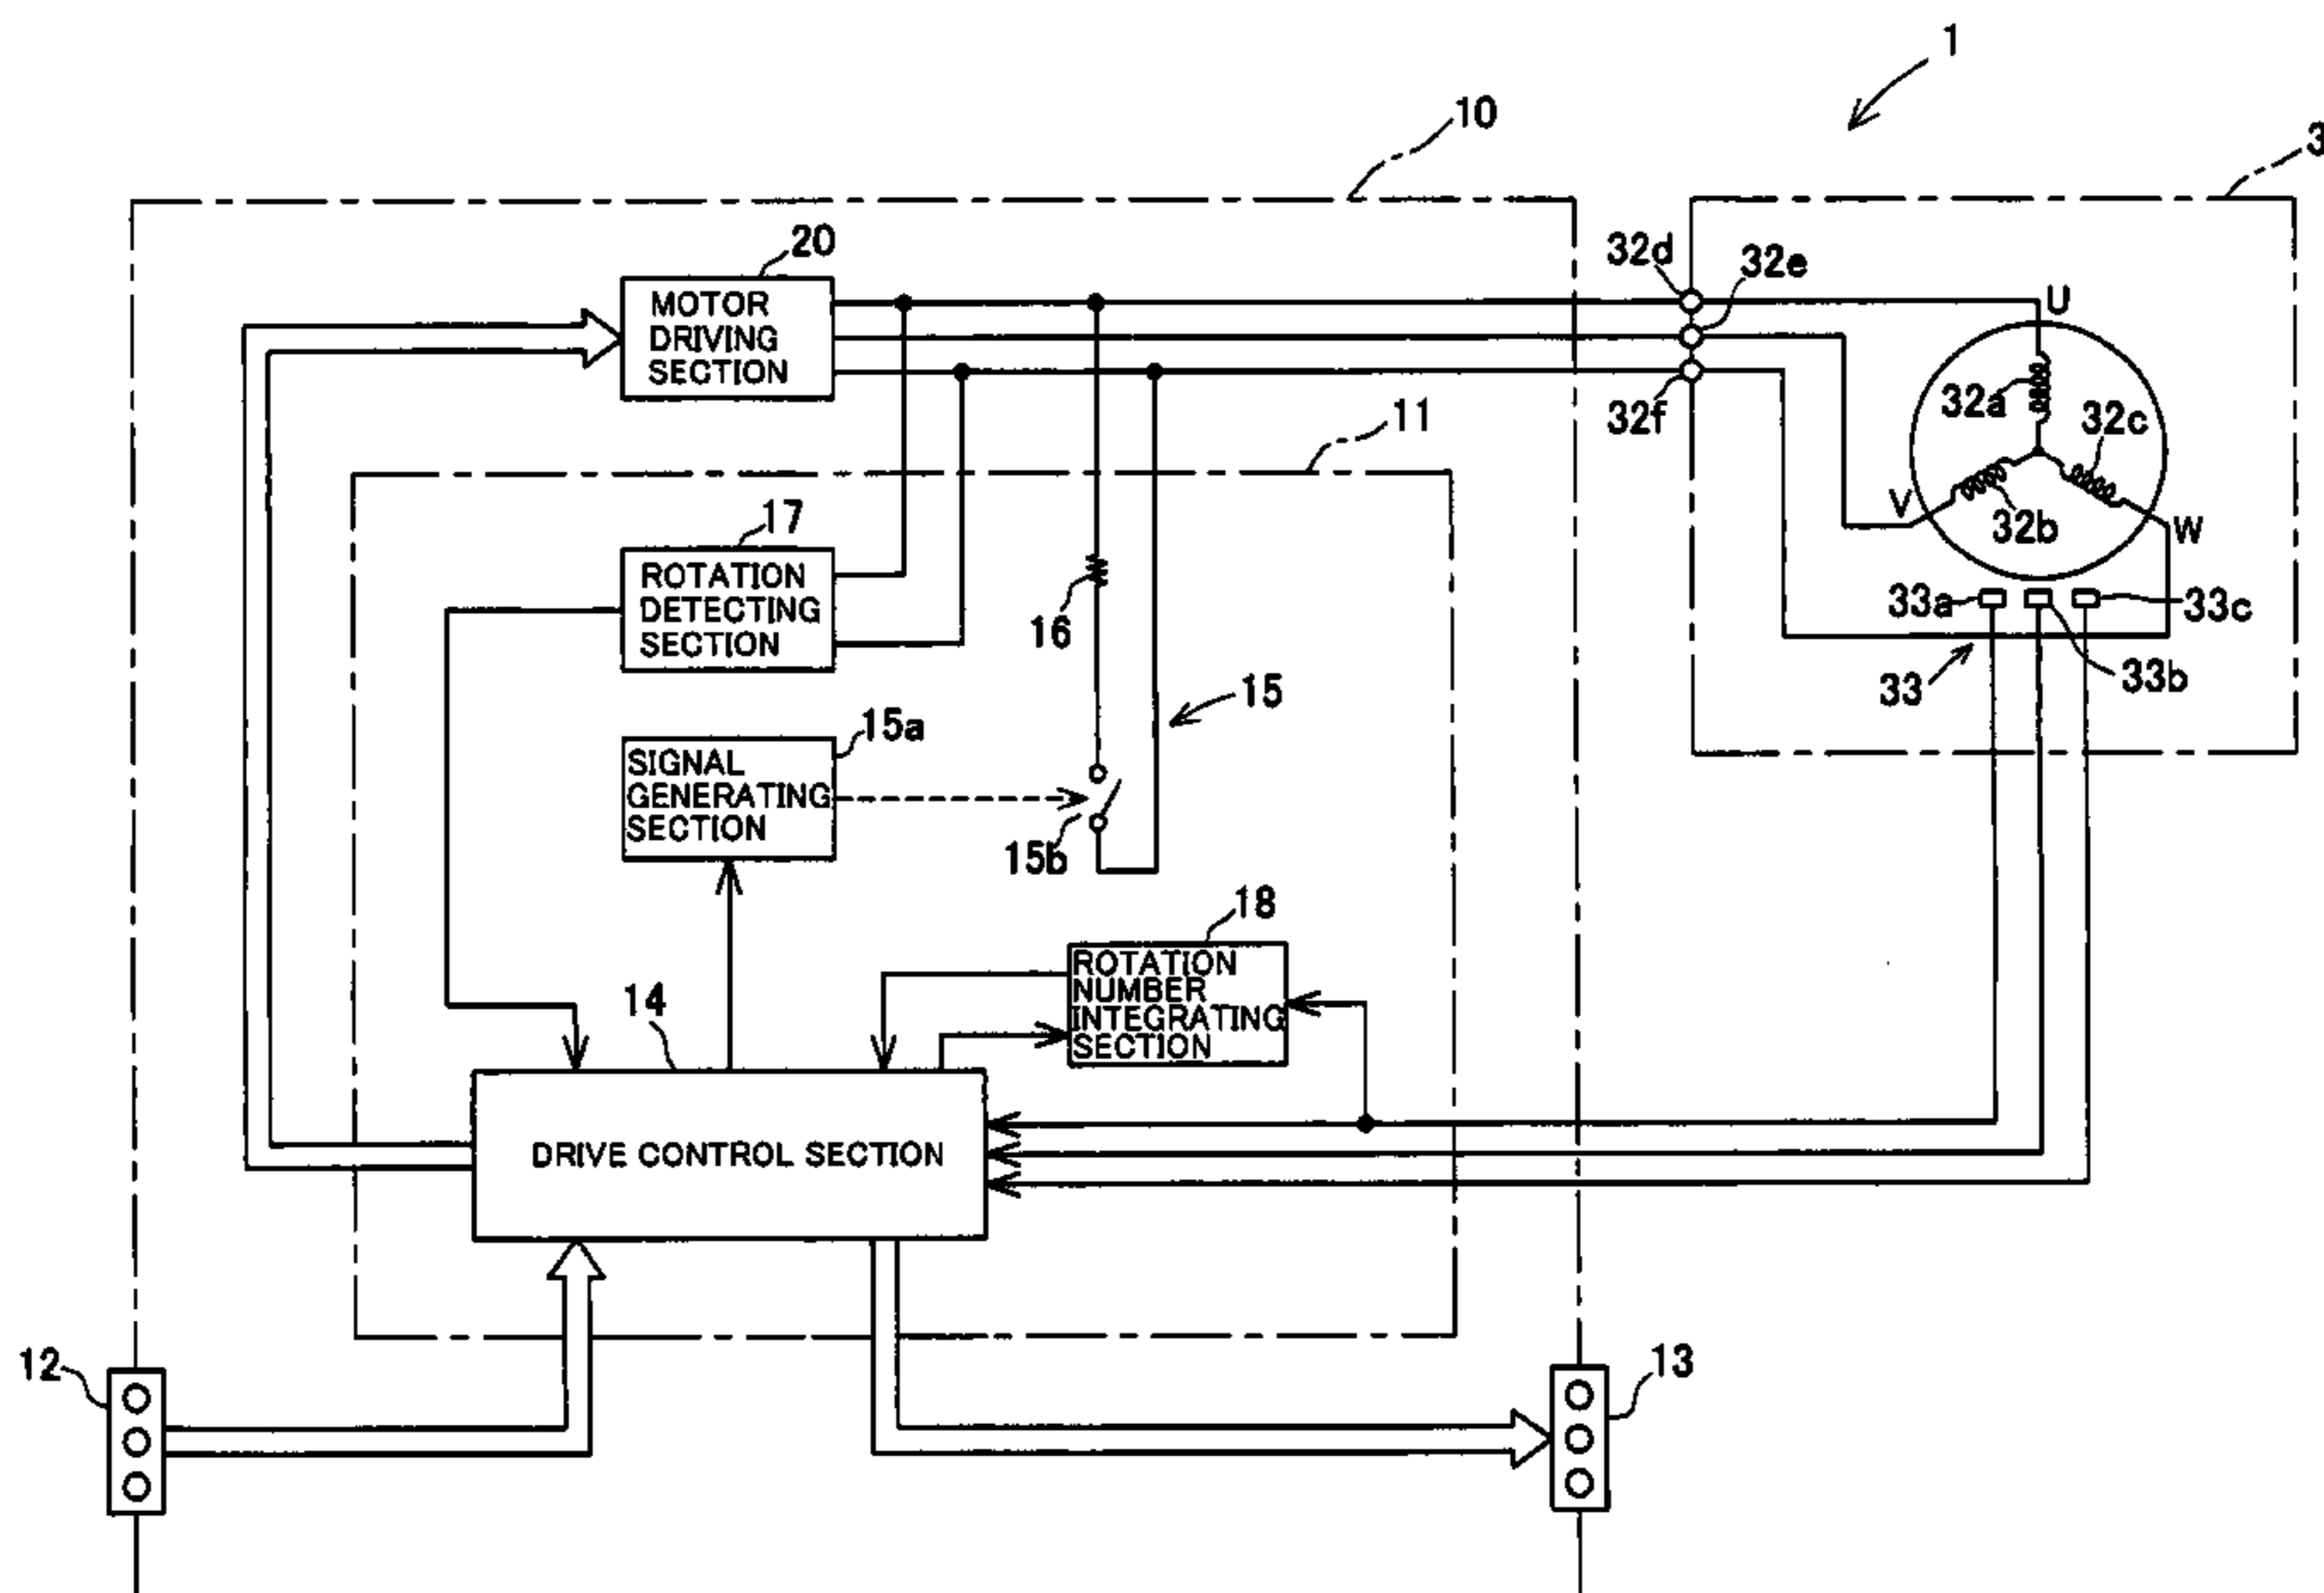 1
10
3
20
32d
32e
MOTOR
DRIVING
SECTION
U
32a
32c
32f
11
V
32b
W
17
ROTATION
DETECTING
SECTION
16
33a
33c
33
33b
15
15a
SIGNAL
GENERATING
SECTION
15b
18
ROTATION
NUMBER
INTEGRATING
SECTION
14
DRIVE CONTROL SECTION
12
13